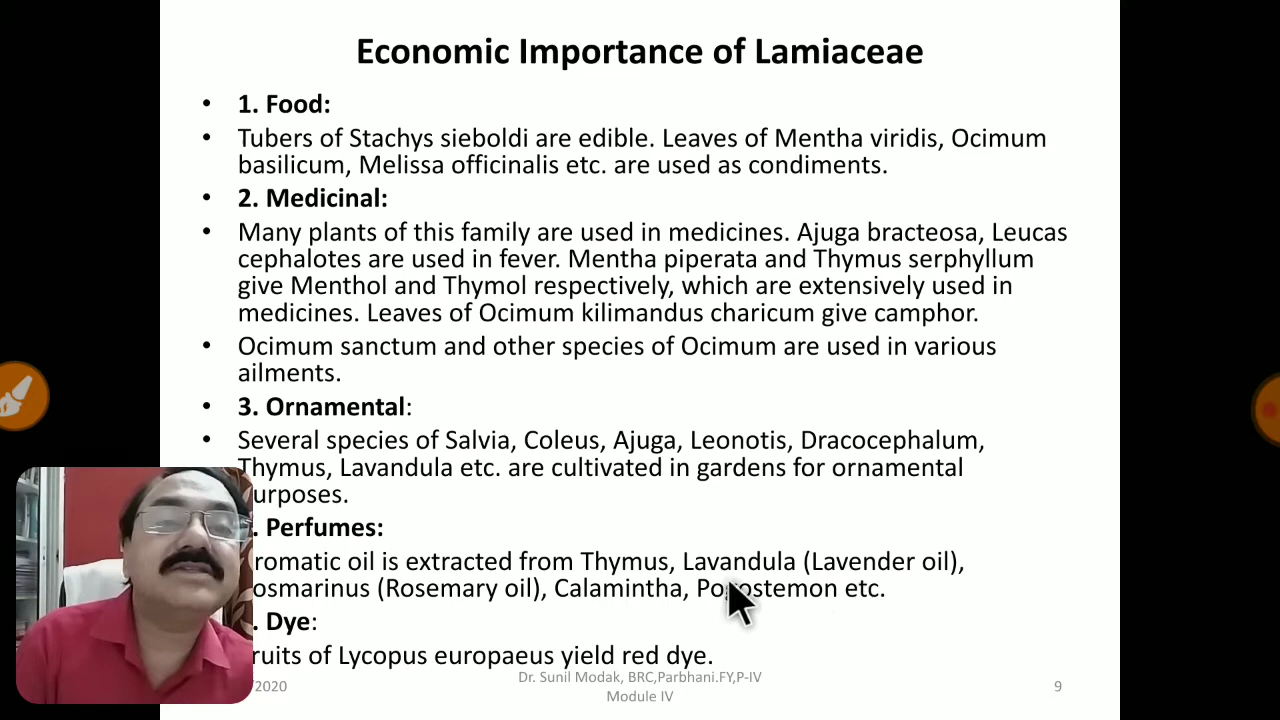 Economic Importance of Lamiaceae
• 1. Food:
• Tubers of Stachys sieboldi are edible. Leaves of Mentha viridis, Ocimum
basilicum, Melissa officinalis etc. are used as condiments.
• 2. Medicinal:
• Many plants of this family are used in medicines. Ajuga bracteosa, Leucas
cephalotes are used in fever. Mentha piperata and Thymus serphyllum
give Menthol and Thymol respectively, which are extensively used in
medicines. Leaves of Ocimum kilimandus charicum give camphor.
• Ocimum sanctum and other species of Ocimum are used in various
ailments.
• 3. Ornamental:
• Several species of Salvia, Coleus, Ajuga, Leonotis, Dracocephalum,
Thymus, Lavandula etc. are cultivated in gardens for ornamental
urposes.
. Perfumes:
romatic oil is extracted from Thymus, Lavandula (Lavender oil),
osmarinus (Rosemary oil), Calamintha, Pogostemon etc.
. Dye:
ruits of Lycopus europaeus yield red dye.
/2020
Dr. Sunil Modak, BRC,Parbhani.FY,P-IV
Module IV
9